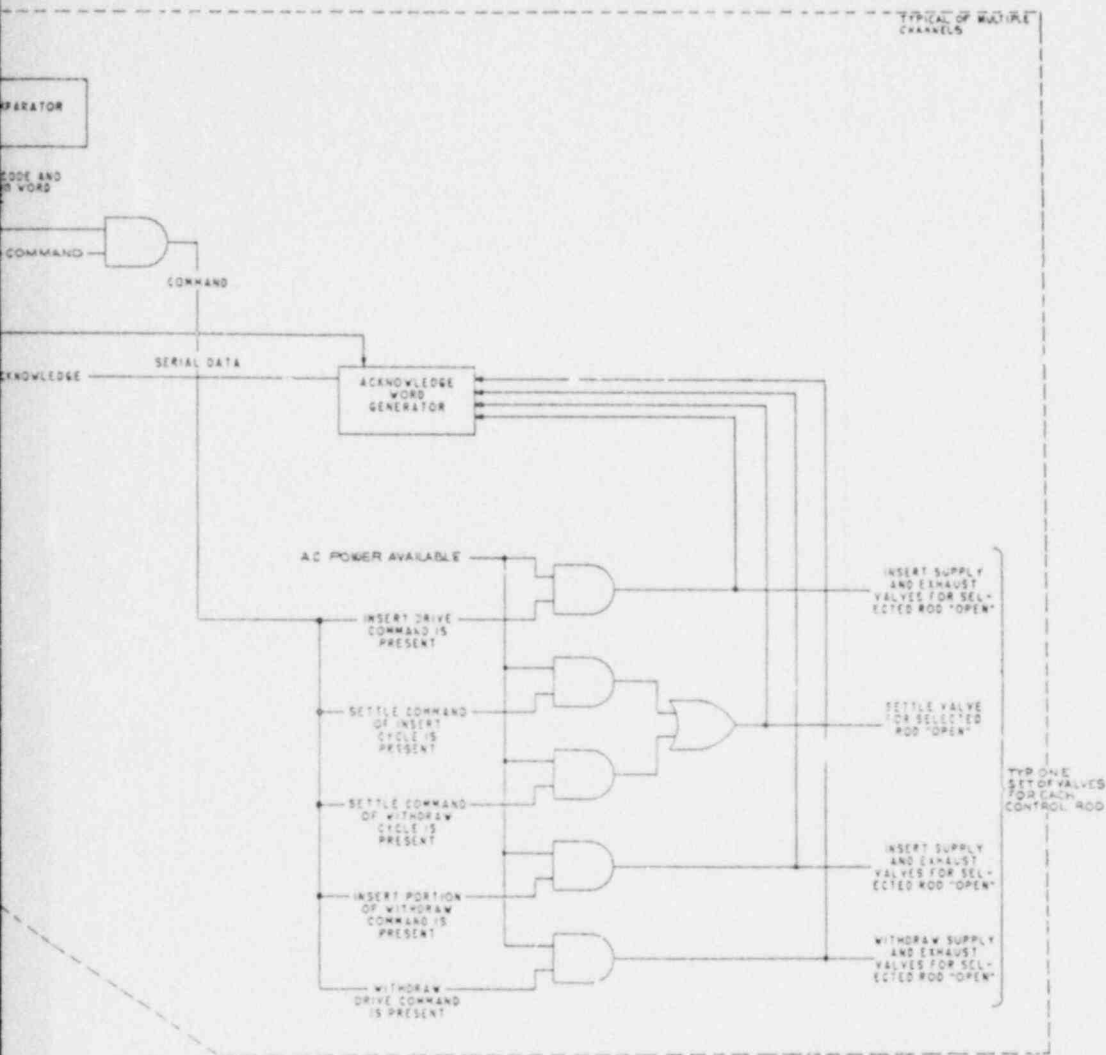 TYPICAL OF MULTIPLE
CHANNELS
MPARATOR
CODE AND
WORD
COMMAND
COMMAND
SERIAL DATA
CKNOWLEDGE
ACKNOWLEDGE
WORD
GENERATOR
A.C. POWER AVAILABLE
INSERT DRIVE
COMMAND IS
PRESENT
INSERT SUPPLY
AND EXHAUST
VALVES FOR SEL-
ECTED ROD "OPEN"
SETTLE COMMAND
OF INSERT
CYCLE IS
PRESENT
SETTLE VALVE
FOR SELECTED
ROD "OPEN"
SETTLE COMMAND
OF WITHDRAW
CYCLE IS
PRESENT
TYP ONE
SET OF VALVES
FOR EACH
CONTROL ROD
INSERT PORTION
OF WITHDRAW
COMMAND IS
PRESENT
INSERT SUPPLY
AND EXHAUST
VALVES FOR SEL-
ECTED ROD "OPEN"
WITHDRAW
DRIVE COMMAND
IS PRESENT
WITHDRAW SUPPLY
AND EXHAUST
VALVES FOR SEL-
ECTED ROD "OPEN"